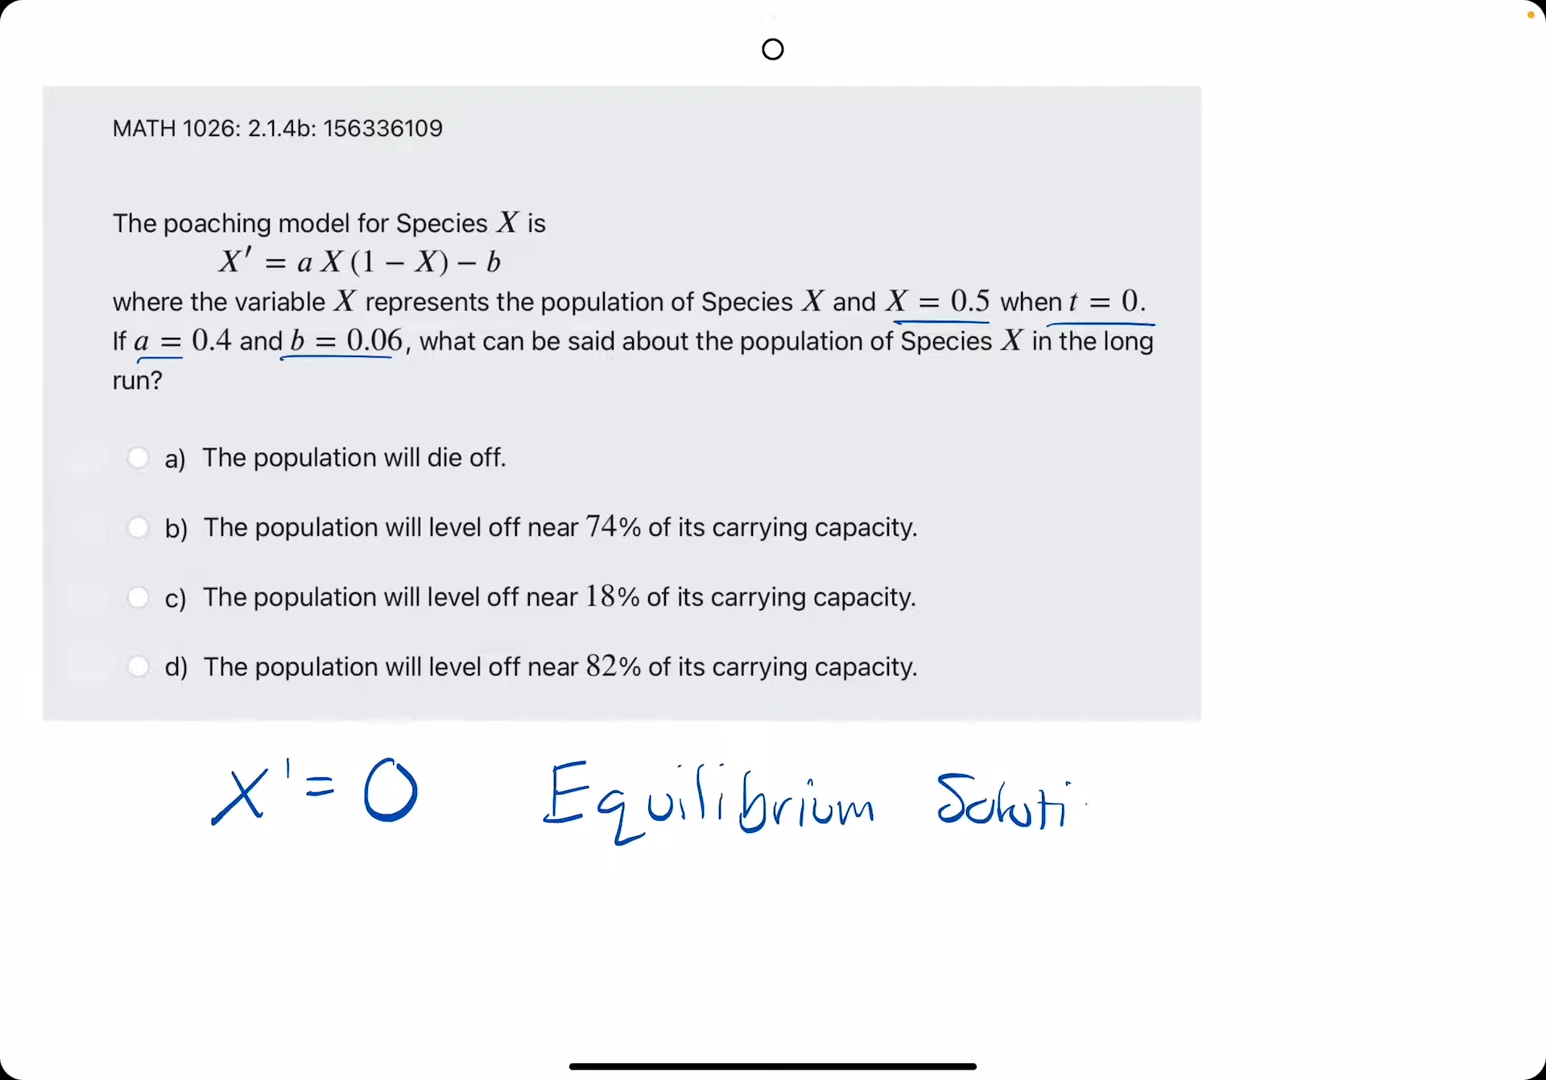 MATH 1026: 2.1.4b: 156336109
The poaching model for Species X is
X′ = a X (1 − X) − b
where the variable X represents the population of Species X and X = 0.5 when t = 0.
If a = 0.4 and b = 0.06, what can be said about the population of Species X in the long
run?
a) The population will die off.
b) The population will level off near 74% of its carrying capacity.
c) The population will level off near 18% of its carrying capacity.
d) The population will level off near 82% of its carrying capacity.
X' = 0 Equilibrium Soluti